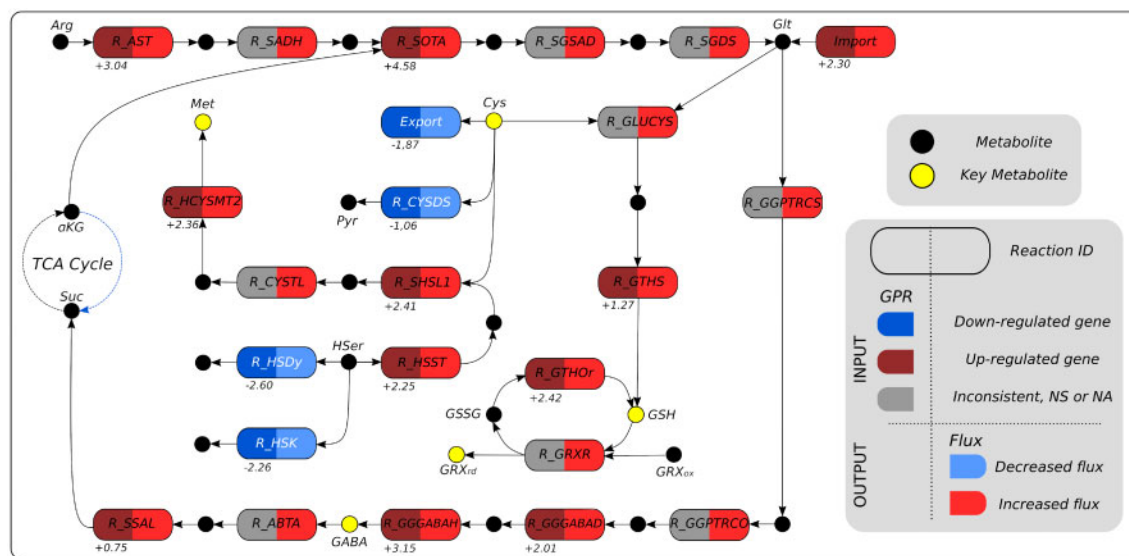 Arg
Glt
R_AST
R_SADH
R_SOTA
R_SGSAD
R_SGDS
Import
+3.04
+4.58
+2.30
Met
Cys
Export
R_GLUCYS
-1,87
Metabolite
Key Metabolite
R_HCYSMT2
R_CYSDS
R_GGPTRCS
+2.36
Pyr
-1,06
αKG
TCA Cycle
Suc
R_CYSTL
R_SHSL1
R_GTHS
+2.41
+1.27
Reaction ID
GPR
INPUT
Down-regulated gene
Up-regulated gene
Inconsistent, NS or NA
HSer
R_HSDy
R_HSST
-2.60
+2.25
R_GTHOr
+2.42
GSSG
GSH
R_HSK
-2.26
R_GRXR
GRXrd
GRXox
OUTPUT
Flux
Decreased flux
Increased flux
R_SSAL
R_ABTA
GABA
R_GGGABAH
R_GGGABAD
R_GGPTRCO
+0.75
+3.15
+2.01